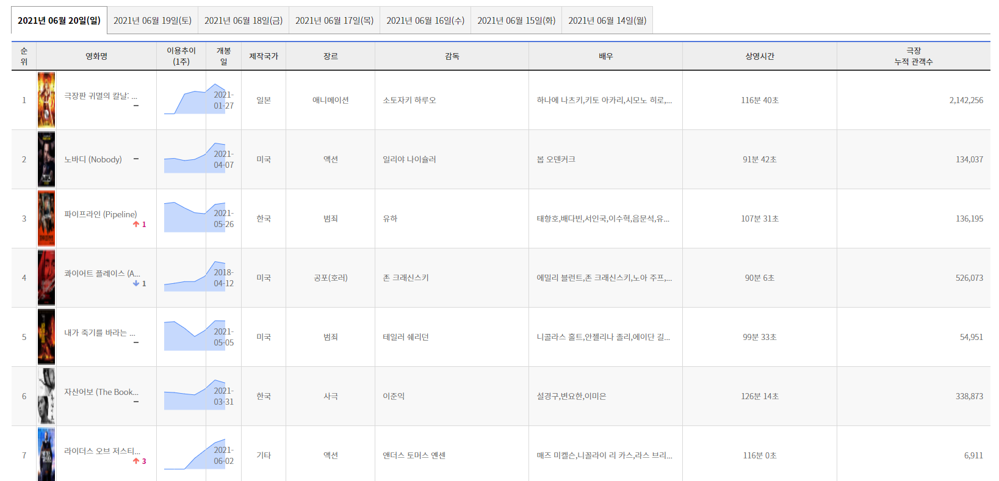 2021년 06월 20일(일) 2021년 06월 19일(토) 2021년 06월 18일(금) 2021년 06월 17일(목) 2021년 06월 16일(수) 2021년 06월 15일(화) 2021년 06월 14일(월)
순위 영화명 이용추이 (1주) 개봉일 제작국가 장르 감독 배우 상영시간 극장 누적 관객수
1 극장판 귀멸의 칼날: ... – 2021-01-27 일본 애니메이션 소토자키 하루오 하나에 나츠키,키토 아카리,시모노 히로,... 116분 40초 2,142,256
2 노바디 (Nobody) – 2021-04-07 미국 액션 일리야 나이슐러 봅 오덴커크 91분 42초 134,037
3 파이프라인 (Pipeline) ↑ 1 2021-05-26 한국 범죄 유하 태항호,배다빈,서인국,이수혁,음문석,유... 107분 31초 136,195
4 콰이어트 플레이스 (A... ↓ 1 2018-04-12 미국 공포(호러) 존 크래신스키 에밀리 블런트,존 크래신스키,노아 주프,... 90분 6초 526,073
5 내가 죽기를 바라는 ... – 2021-05-05 미국 범죄 테일러 쉐리던 니콜라스 홀트,안젤리나 졸리,에이단 길... 99분 33초 54,951
6 자산어보 (The Book... – 2021-03-31 한국 사극 이준익 설경구,변요한,이미은 126분 14초 338,873
7 라이더스 오브 저스티... ↑ 3 2021-06-02 기타 액션 앤더스 토머스 옌센 매즈 미켈슨,니꼴라이 리 카스,라스 브리... 116분 0초 6,911